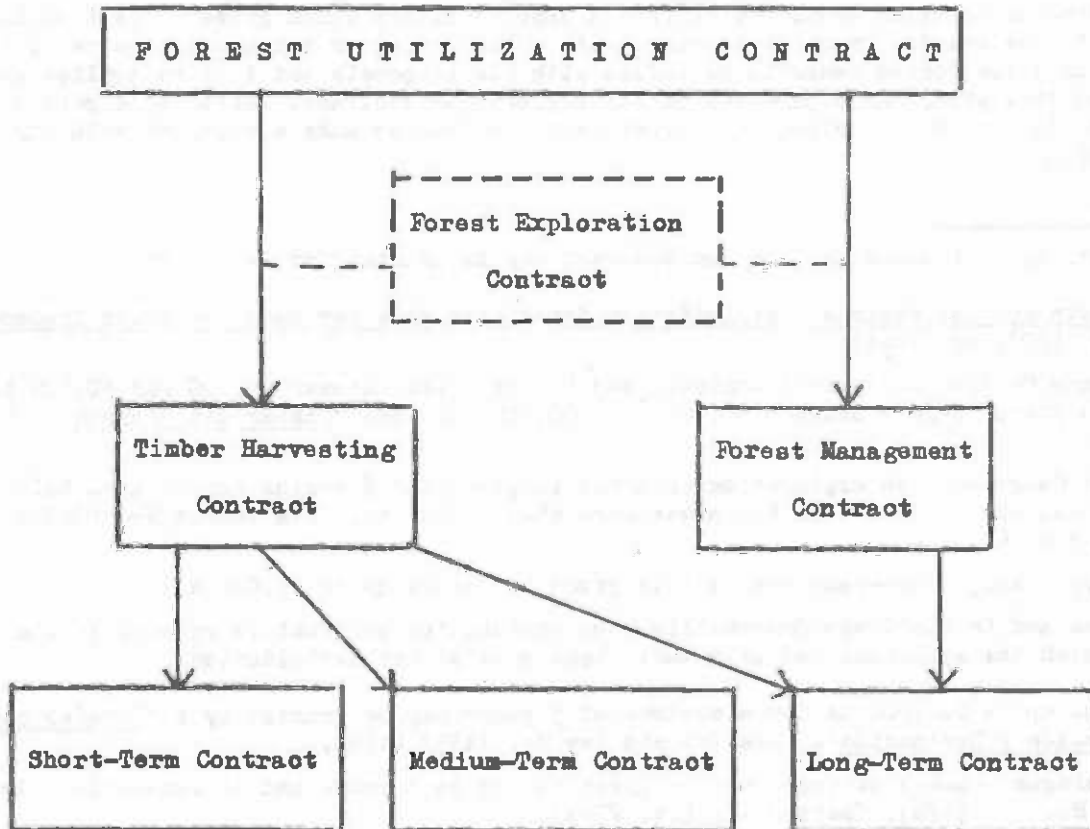 FOREST UTILIZATION CONTRACT
Forest Exploration
Contract
Timber Harvesting
Contract
Forest Management
Contract
Short-Term Contract
Medium-Term Contract
Long-Term Contract